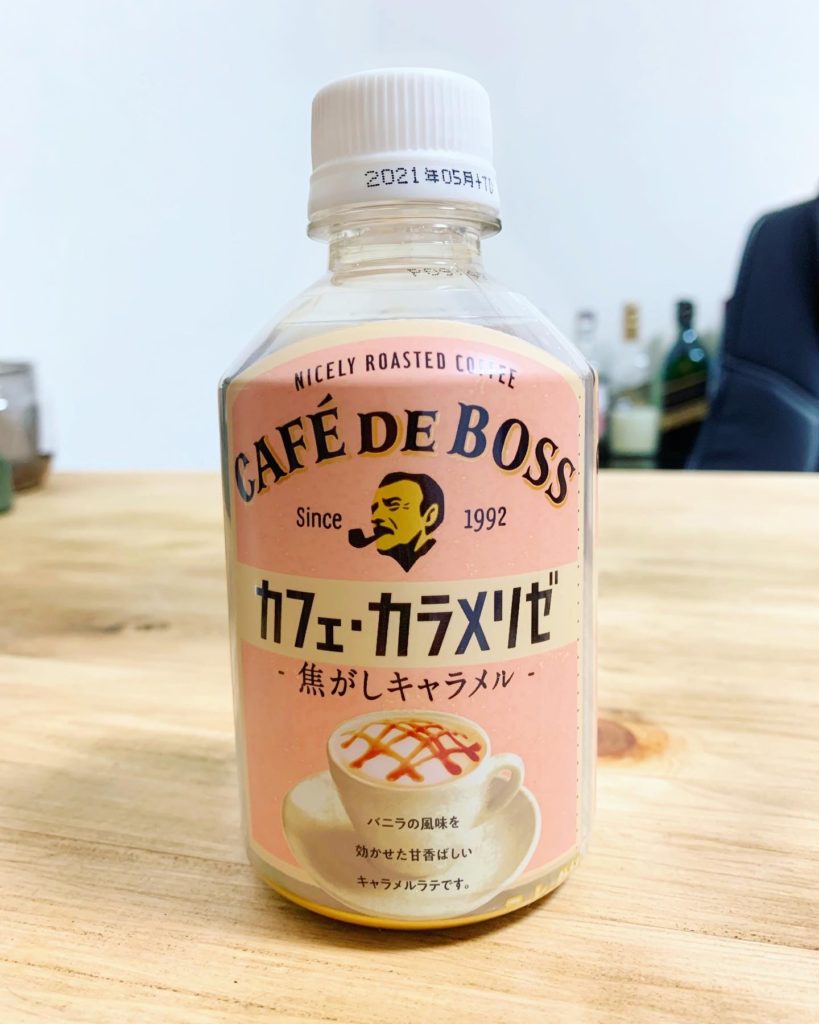 2021年05月+TD
NICELY ROASTED COFFEE
CAFÉ DE BOSS
Since 1992
カフェ・カラメリゼ
- 焦がしキャラメル -
バニラの風味を
効かせた甘香ばしい
キャラメルラテです。